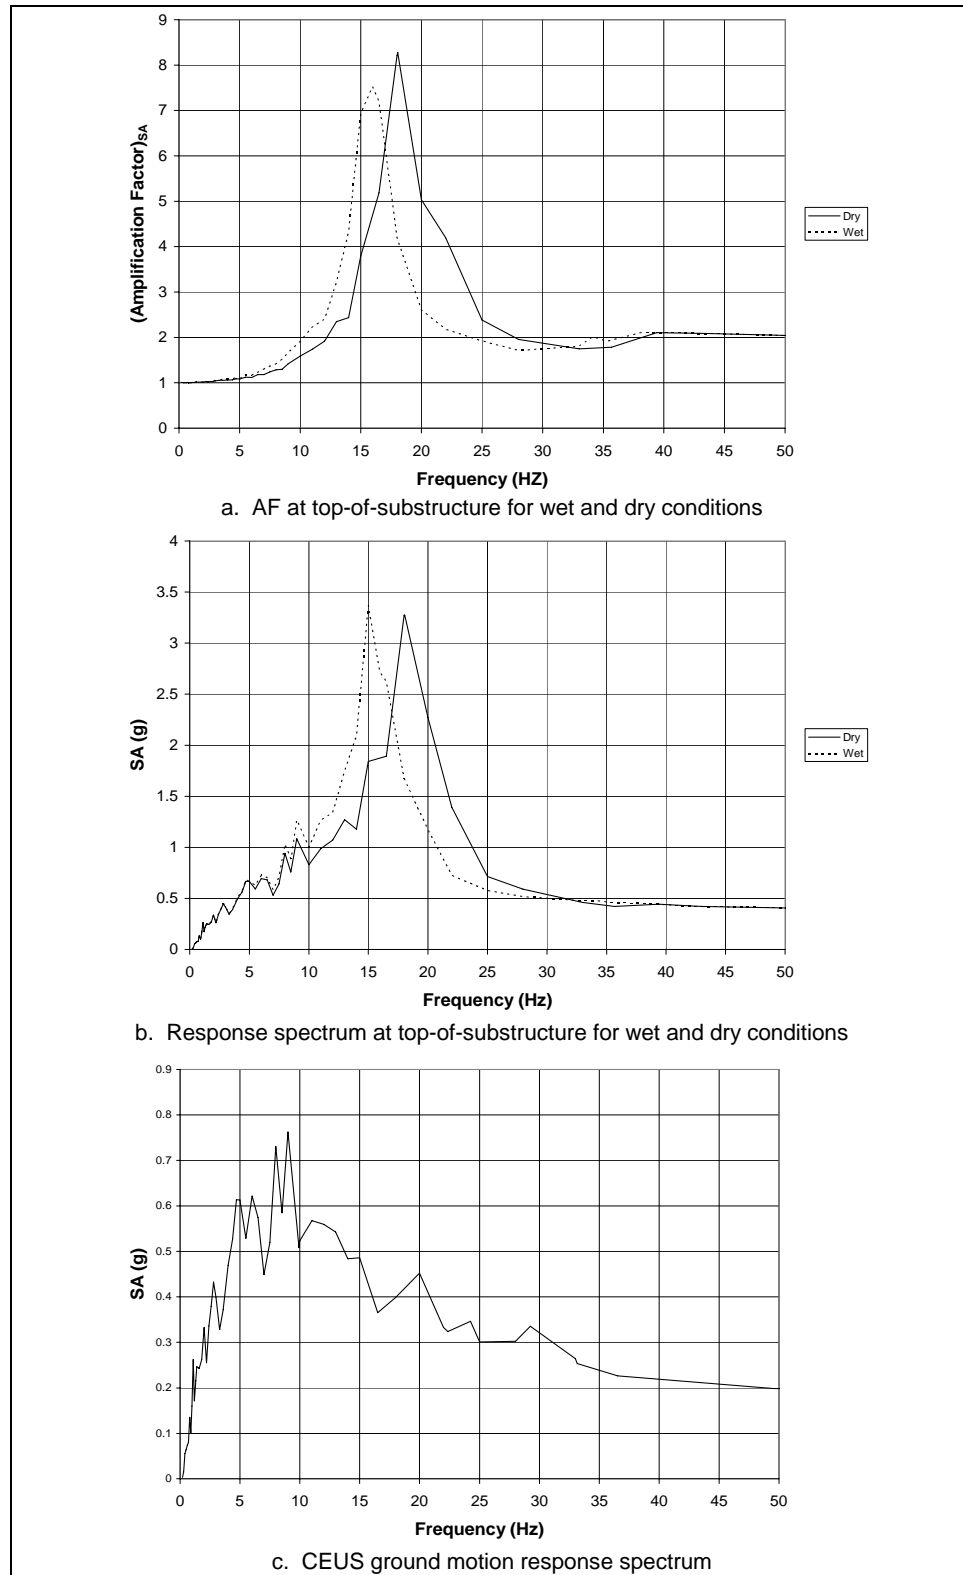 9
8
7
6
5
4
3
2
1
0
(Amplification Factor)SA
0 5 10 15 20 25 30 35 40 45 50
Frequency (HZ)
Dry
Wet
a. AF at top-of-substructure for wet and dry conditions
4
3.5
3
2.5
2
1.5
1
0.5
0
SA (g)
0 5 10 15 20 25 30 35 40 45 50
Frequency (Hz)
Dry
Wet
b. Response spectrum at top-of-substructure for wet and dry conditions
0.9
0.8
0.7
0.6
0.5
0.4
0.3
0.2
0.1
0
SA (g)
0 5 10 15 20 25 30 35 40 45 50
Frequency (Hz)
c. CEUS ground motion response spectrum